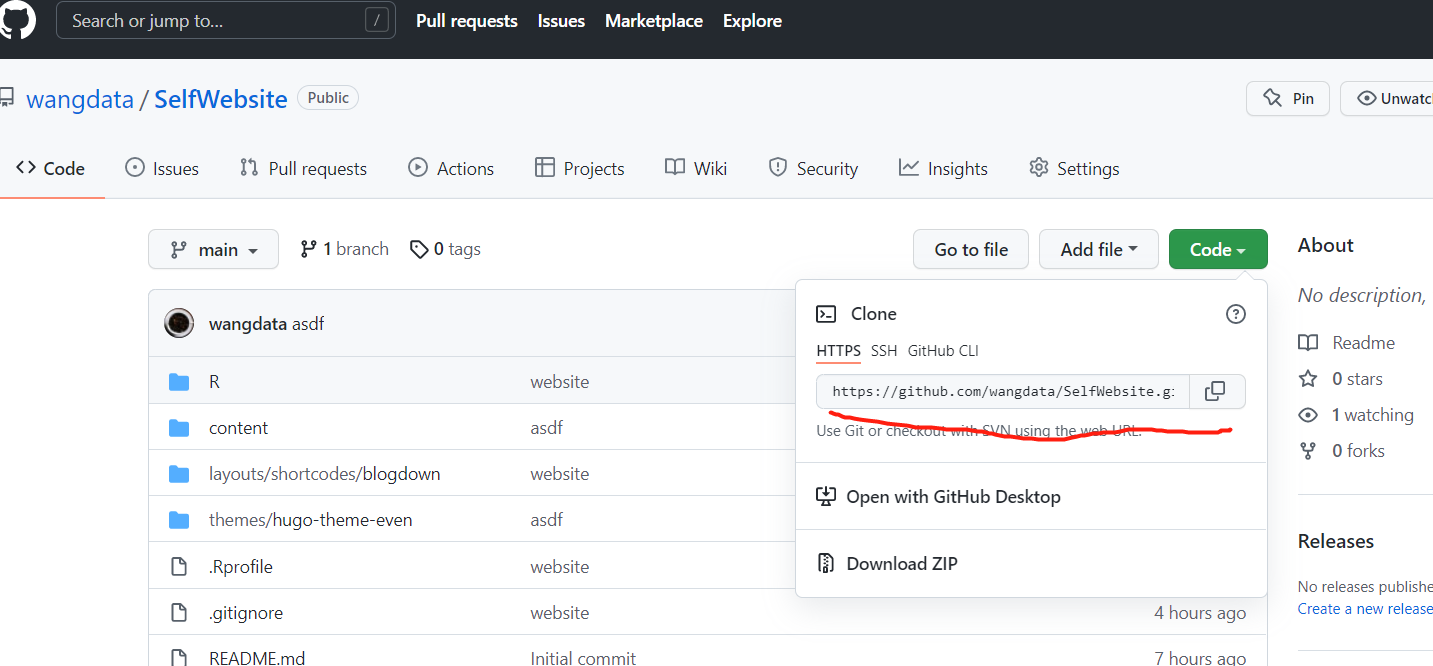 Search or jump to... /
Pull requests Issues Marketplace Explore
wangdata / SelfWebsite Public
Pin
Unwatc
Code Issues Pull requests Actions Projects Wiki Security Insights Settings
main 1 branch 0 tags Go to file Add file Code
About
No description,
wangdata asdf
Clone
HTTPS SSH GitHub CLI
https://github.com/wangdata/SelfWebsite.g
Use Git or checkout with SVN using the web URL.
Open with GitHub Desktop
Download ZIP
R website
content asdf
layouts/shortcodes/blogdown website
themes/hugo-theme-even asdf
.Rprofile website
.gitignore website 4 hours ago
README.md Initial commit 7 hours ago
Readme
0 stars
1 watching
0 forks
Releases
No releases publishe
Create a new release